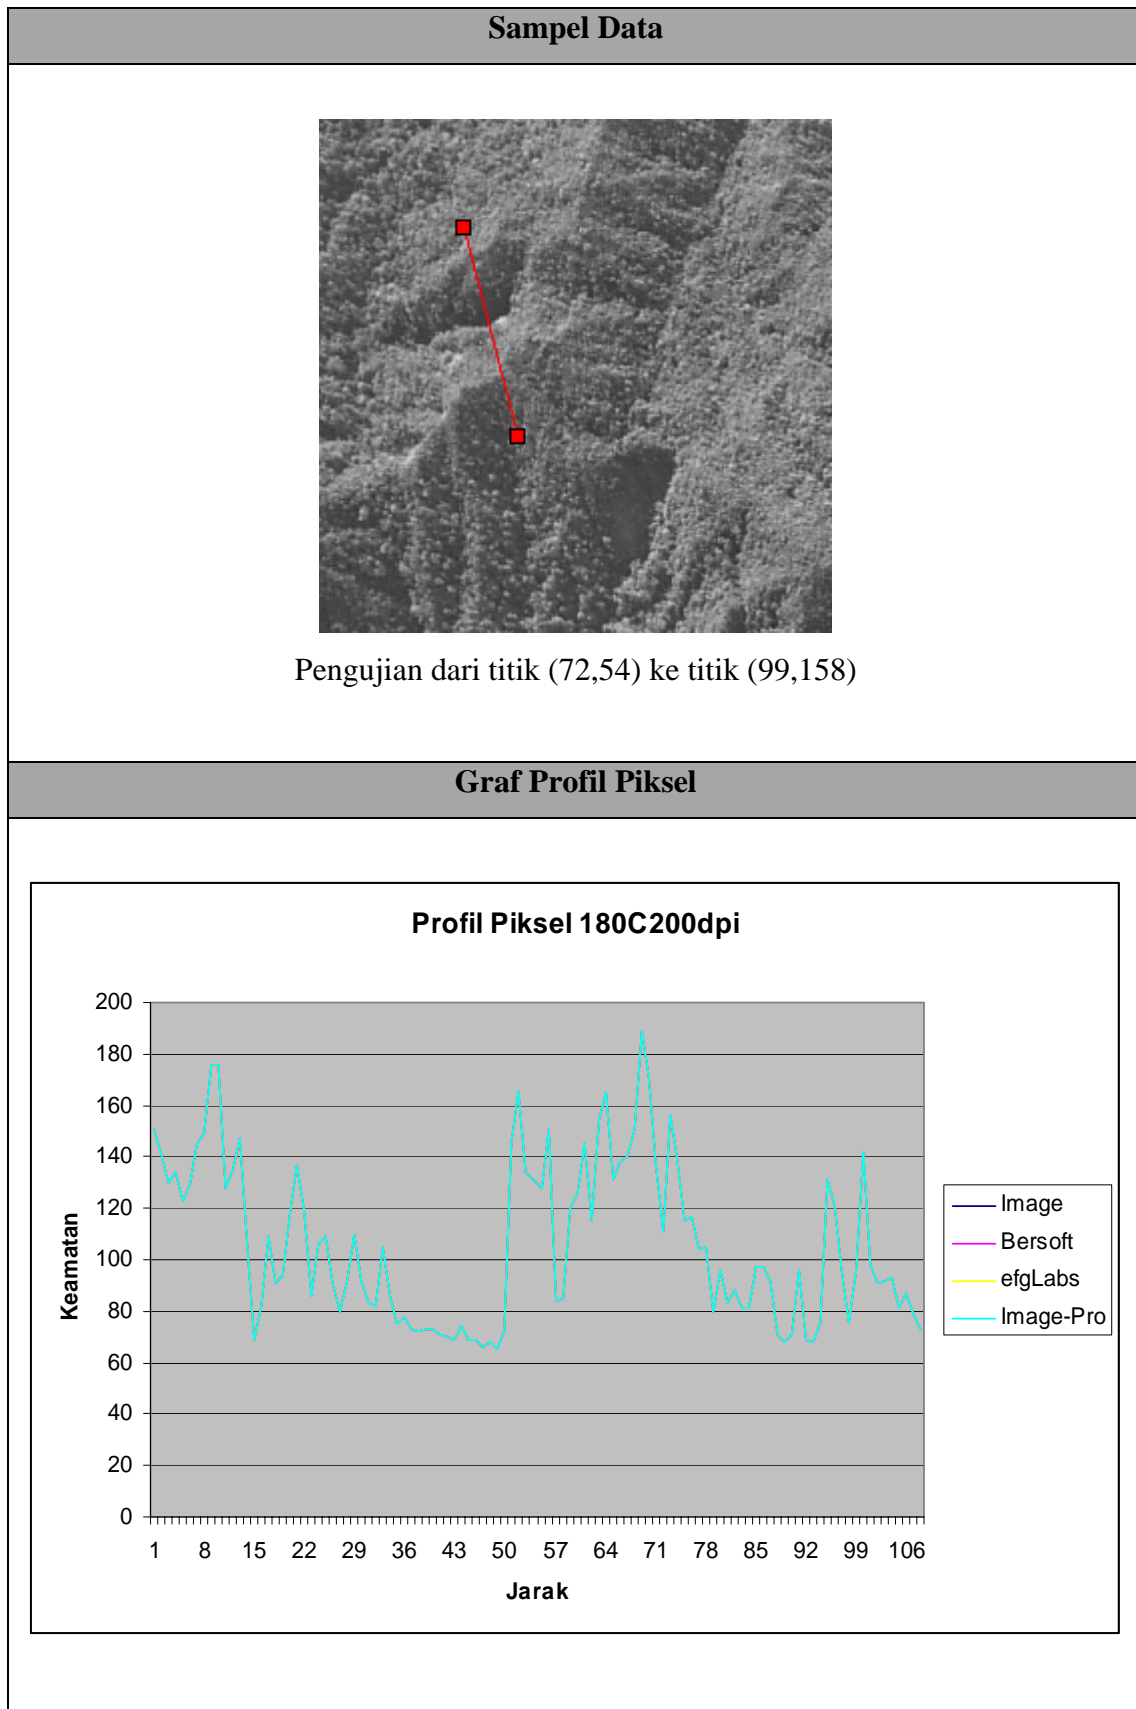 Sampel Data
Pengujian dari titik (72,54) ke titik (99,158)
Graf Profil Piksel
Profil Piksel 180C200dpi
200
180
160
140
120
100
80
60
40
20
0
Keamatan
1 8 15 22 29 36 43 50 57 64 71 78 85 92 99 106
Jarak
Image
Bersoft
efgLabs
Image-Pro